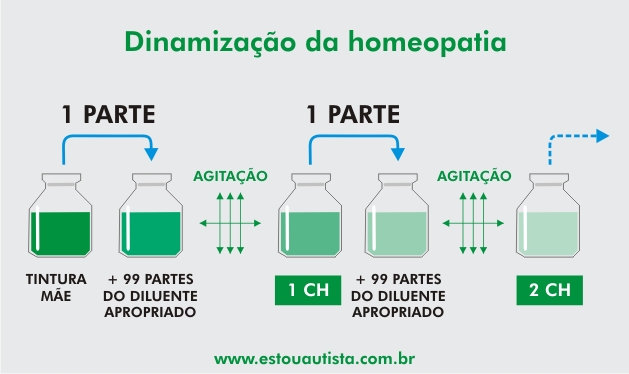 Dinamização da homeopatia
1 PARTE
1 PARTE
AGITAÇÃO
AGITAÇÃO
TINTURA
MÃE
+ 99 PARTES
DO DILUENTE
APROPRIADO
1 CH
+ 99 PARTES
DO DILUENTE
APROPRIADO
2 CH
www.estouautista.com.br